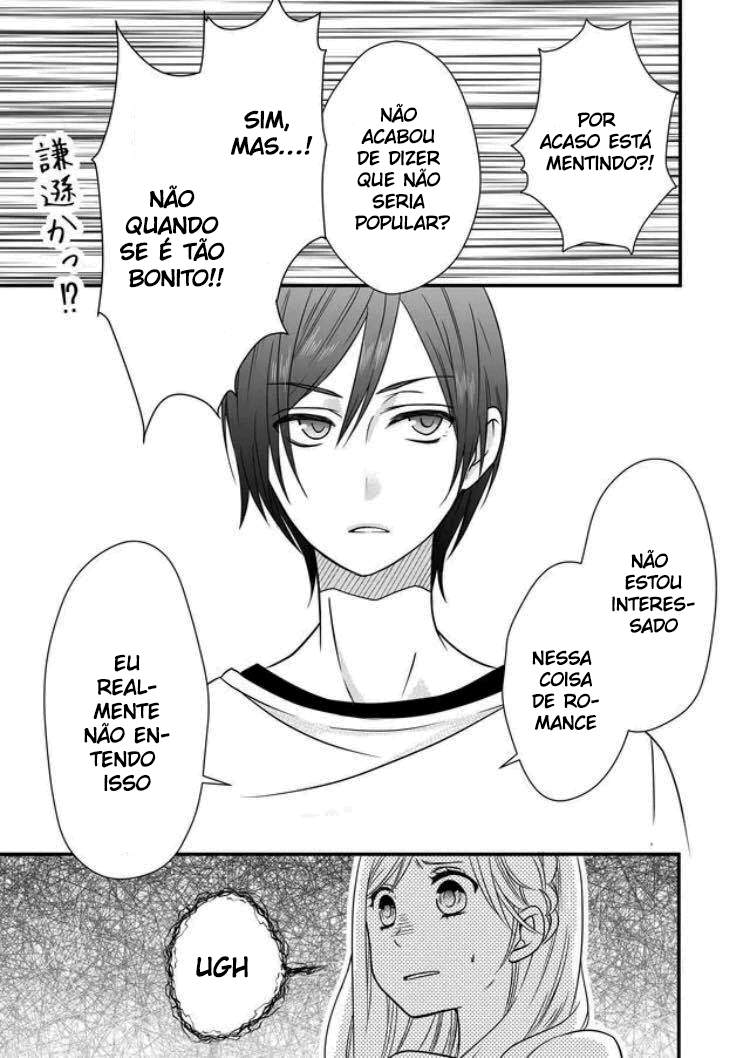 POR
ACASO ESTÁ
MENTINDO?!
NÃO
ACABOU
DE DIZER
QUE NÃO
SERIA
POPULAR?
SIM,
MAS...!
NÃO
QUANDO
SE É TÃO
BONITO!!
謙遜かっ!?
NÃO
ESTOU
INTERES-
SADO
NESSA
COISA
DE RO-
MANCE
EU
REAL-
MENTE
NÃO EN-
TENDO
ISSO
UGH